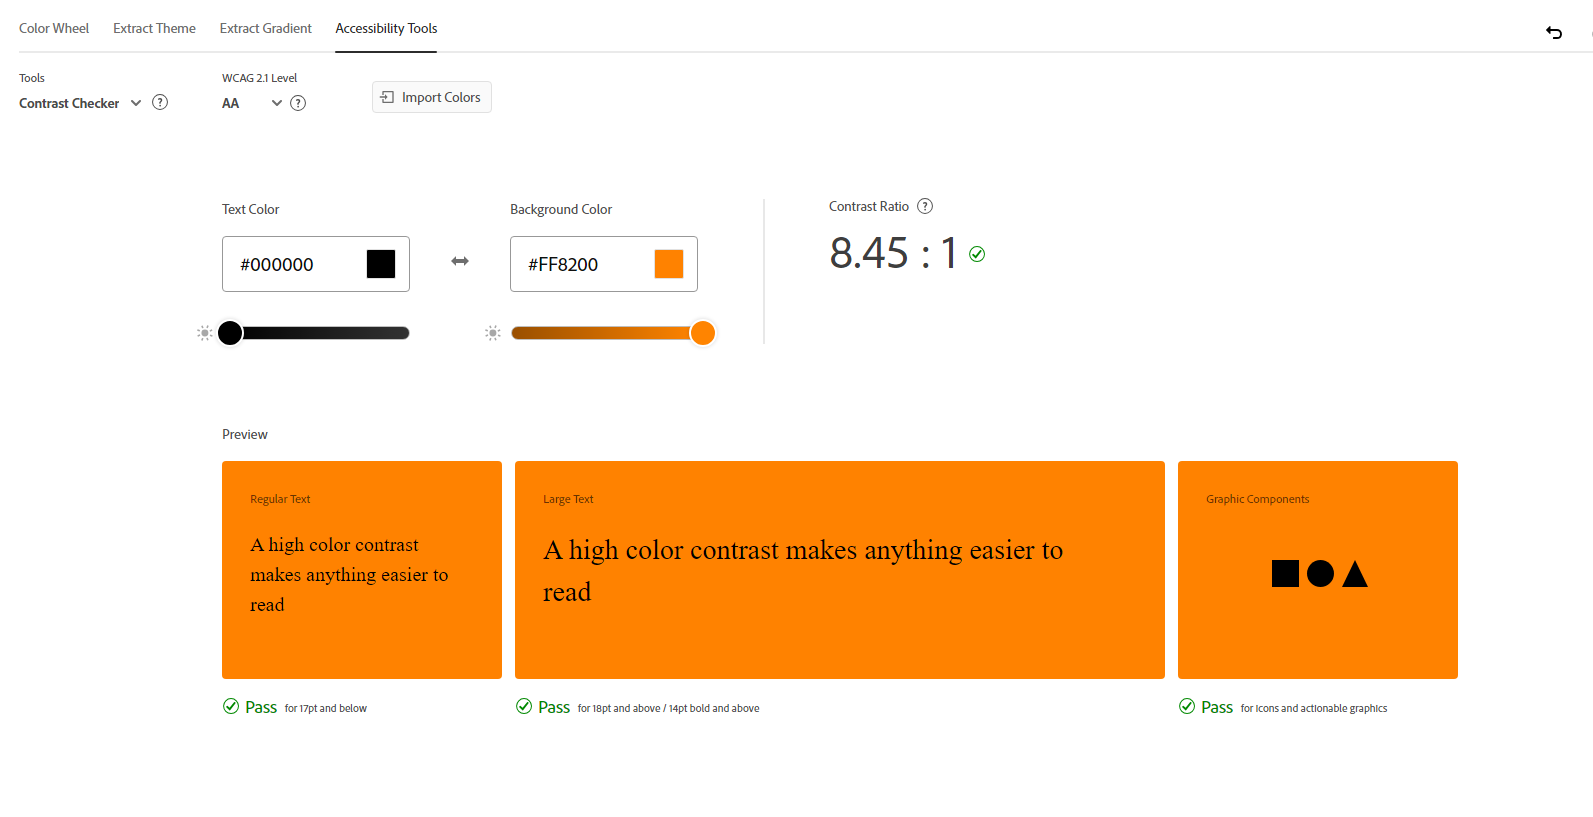 Color Wheel Extract Theme Extract Gradient Accessibility Tools
Tools
Contrast Checker ?
WCAG 2.1 Level
AA ?
Import Colors
Text Color
#000000
Background Color
#FF8200
Contrast Ratio ?
8.45 : 1
Preview
Regular Text
A high color contrast
makes anything easier to
read
Pass for 17pt and below
Large Text
A high color contrast makes anything easier to
read
Pass for 18pt and above / 14pt bold and above
Graphic Components
Pass for icons and actionable graphics